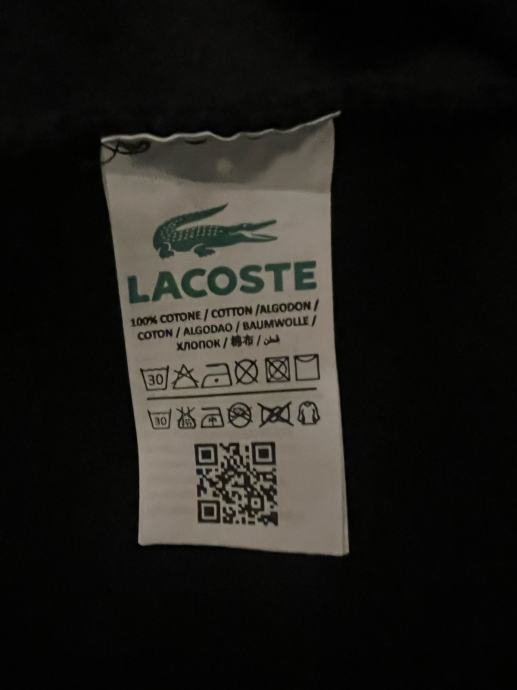 LACOSTE
100% COTONE / COTTON /ALGODON /
COTON / ALGODAO / BAUMWOLLE /
ХЛОПОК / 棉布 / قطن
30
30